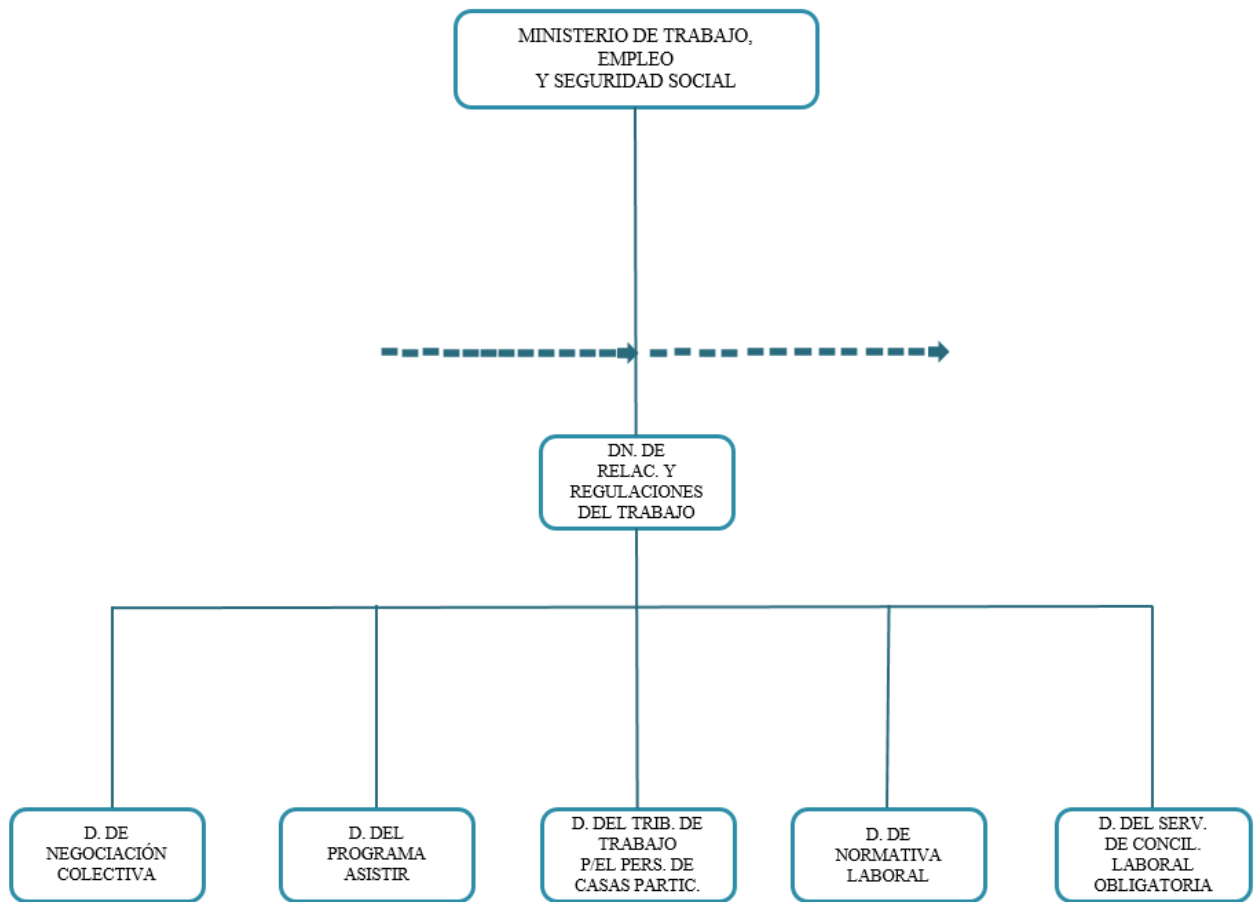 MINISTERIO DE TRABAJO,
EMPLEO
Y SEGURIDAD SOCIAL
DN. DE
RELAC. Y
REGULACIONES
DEL TRABAJO
D. DE
NEGOCIACIÓN
COLECTIVA
D. DEL
PROGRAMA
ASISTIR
D. DEL TRIB. DE
TRABAJO
P/EL PERS. DE
CASAS PARTIC.
D. DE
NORMATIVA
LABORAL
D. DEL SERV.
DE CONCIL.
LABORAL
OBLIGATORIA